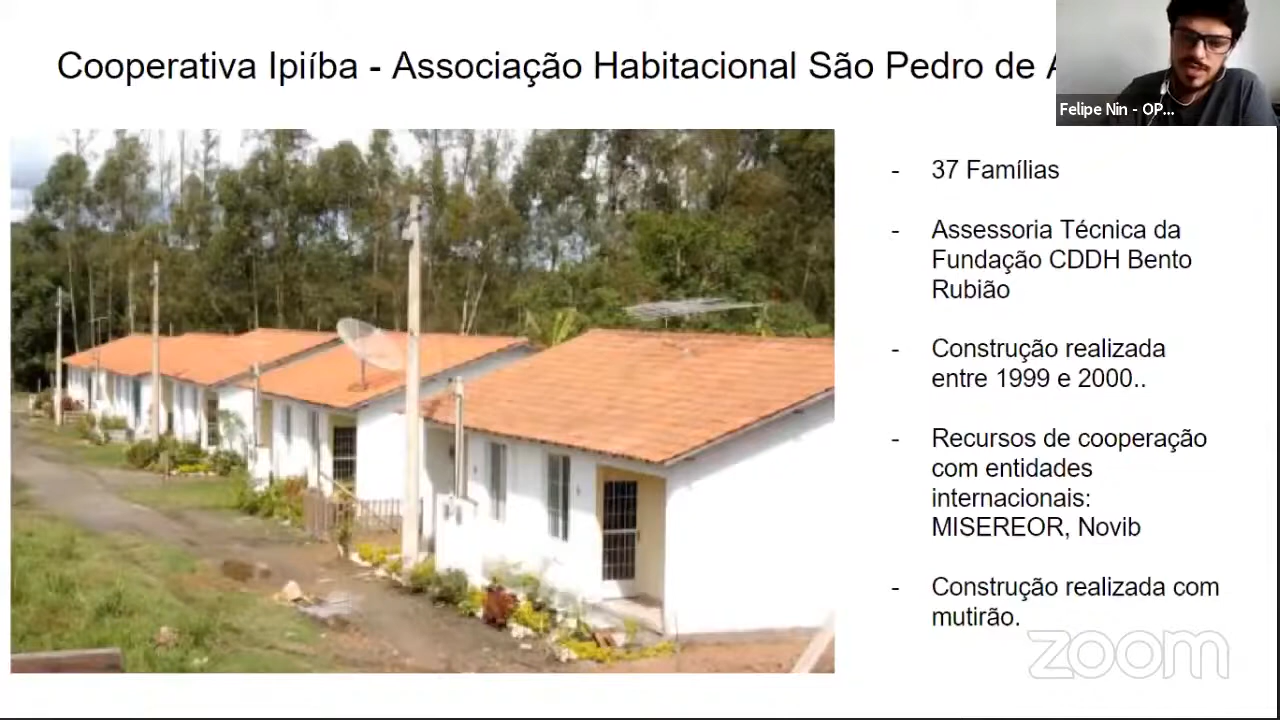 Cooperativa Ipiíba - Associação Habitacional São Pedro de
Felipe Nin - OP...
- 37 Famílias
- Assessoria Técnica da
Fundação CDDH Bento
Rubião
- Construção realizada
entre 1999 e 2000..
- Recursos de cooperação
com entidades
internacionais:
MISEREOR, Novib
- Construção realizada com
mutirão.
zoom